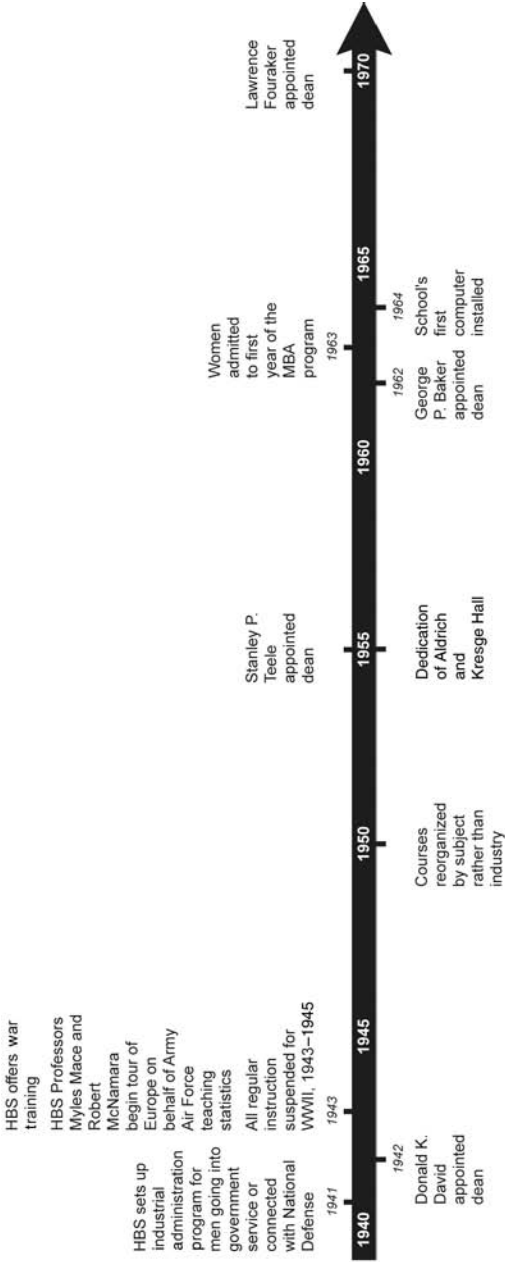 HBS sets up
industrial
administration
program for
men going into
government
service or
connected
with National
Defense
1941
HBS offers war
training
HBS Professors
Myles Mace and
Robert
McNamara
begin tour of
Europe on
behalf of Army
Air Force
teaching
statistics
All regular
instruction
suspended for
WWII, 1943–1945
1943
Stanley P.
Teele
appointed
dean
Women
admitted
to first
year of the
MBA
program
1963
Lawrence
Fouraker
appointed
dean
1940
1945
1950
1955
1960
1965
1970
1942
Donald K.
David
appointed
dean
Courses
reorganized
by subject
rather than
industry
Dedication
of Aldrich
and
Kresge Hall
1962
George
P. Baker
appointed
dean
1964
School's
first
computer
installed